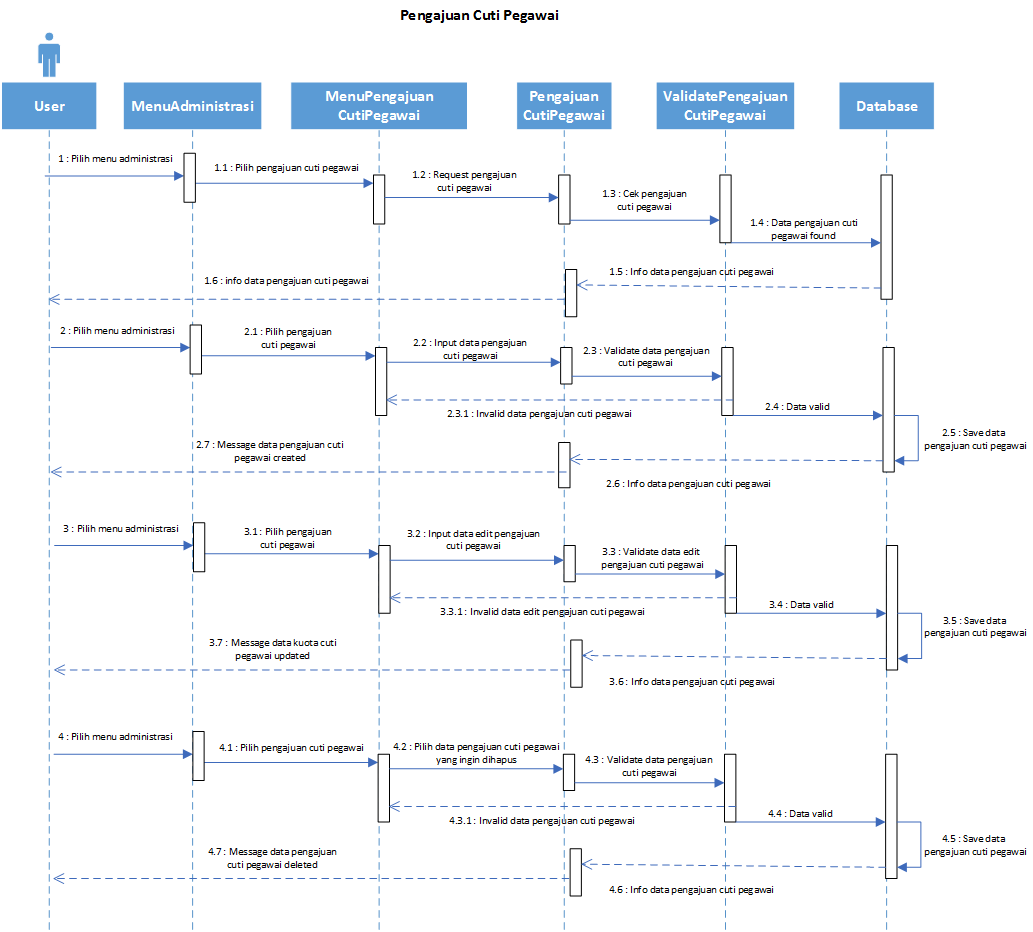 Pengajuan Cuti Pegawai
User
MenuAdministrasi
MenuPengajuan
CutiPegawai
Pengajuan
CutiPegawai
ValidatePengajuan
CutiPegawai
Database
1 : Pilih menu administrasi
1.1 : Pilih pengajuan cuti pegawai
1.2 : Request pengajuan
cuti pegawai
1.3 : Cek pengajuan
cuti pegawai
1.4 : Data pengajuan cuti
pegawai found
1.5 : Info data pengajuan cuti pegawai
1.6 : info data pengajuan cuti pegawai
2 : Pilih menu administrasi
2.1 : Pilih pengajuan
cuti pegawai
2.2 : Input data pengajuan
cuti pegawai
2.3 : Validate data pengajuan
cuti pegawai
2.3.1 : Invalid data pengajuan cuti pegawai
2.4 : Data valid
2.5 : Save data
pengajuan cuti pegawai
2.6 : Info data pengajuan cuti pegawai
2.7 : Message data pengajuan cuti
pegawai created
3 : Pilih menu administrasi
3.1 : Pilih pengajuan
cuti pegawai
3.2 : Input data edit pengajuan
cuti pegawai
3.3 : Validate data edit
pengajuan cuti pegawai
3.3.1 : Invalid data edit pengajuan cuti pegawai
3.4 : Data valid
3.5 : Save data
pengajuan cuti pegawai
3.6 : Info data pengajuan cuti pegawai
3.7 : Message data kuota cuti
pegawai updated
4 : Pilih menu administrasi
4.1 : Pilih pengajuan cuti pegawai
4.2 : Pilih data pengajuan cuti pegawai
yang ingin dihapus
4.3 : Validate data pengajuan
cuti pegawai
4.3.1 : Invalid data pengajuan cuti pegawai
4.4 : Data valid
4.5 : Save data
pengajuan cuti pegawai
4.6 : Info data pengajuan cuti pegawai
4.7 : Message data pengajuan
cuti pegawai deleted